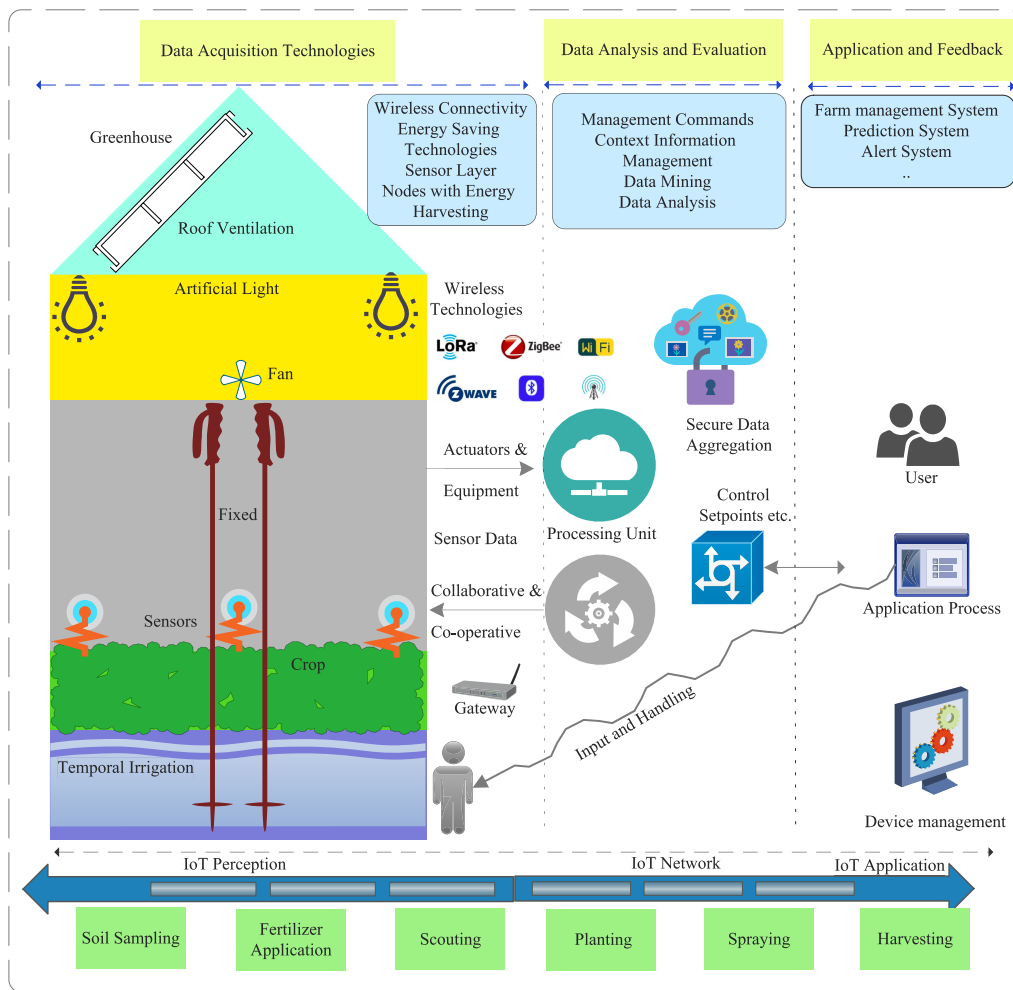 Data Acquisition Technologies
Data Analysis and Evaluation
Application and Feedback
Greenhouse
Roof Ventilation
Wireless Connectivity
Energy Saving
Technologies
Sensor Layer
Nodes with Energy
Harvesting
Management Commands
Context Information
Management
Data Mining
Data Analysis
Farm management System
Prediction System
Alert System
..
Artificial Light
Fan
Wireless
Technologies
LoRa
ZigBee
Wi Fi
Z WAVE
Secure Data
Aggregation
Actuators &
Equipment
Processing Unit
User
Fixed
Sensor Data
Control
Setpoints etc.
Collaborative &
Co-operative
Application Process
Sensors
Crop
Gateway
Input and Handling
Temporal Irrigation
Device management
IoT Perception
IoT Network
IoT Application
Soil Sampling
Fertilizer
Application
Scouting
Planting
Spraying
Harvesting